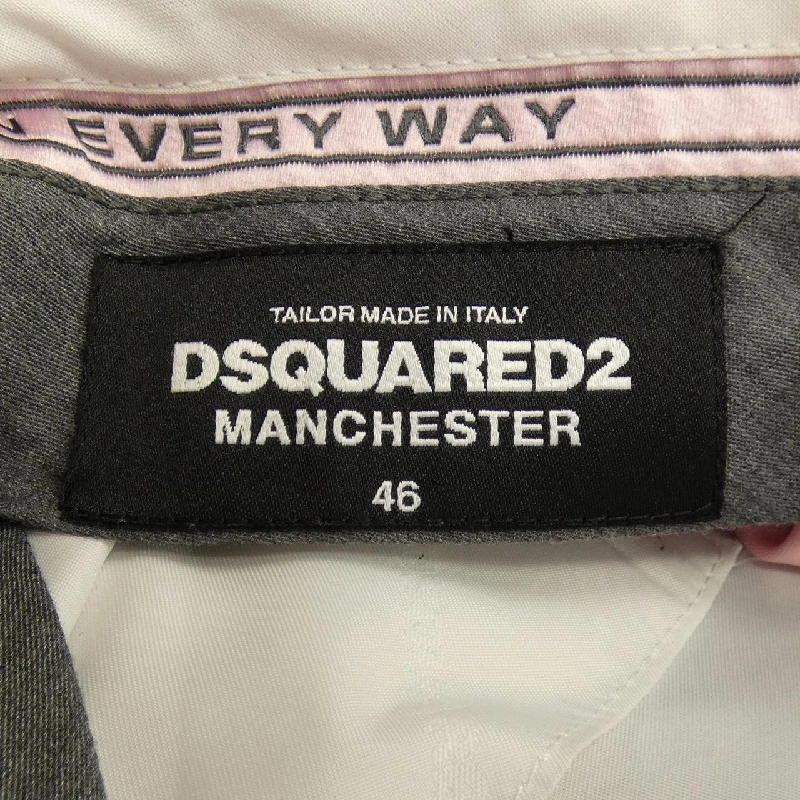 EVERY WAY
TAILOR MADE IN ITALY
DSQUARED2
MANCHESTER
46